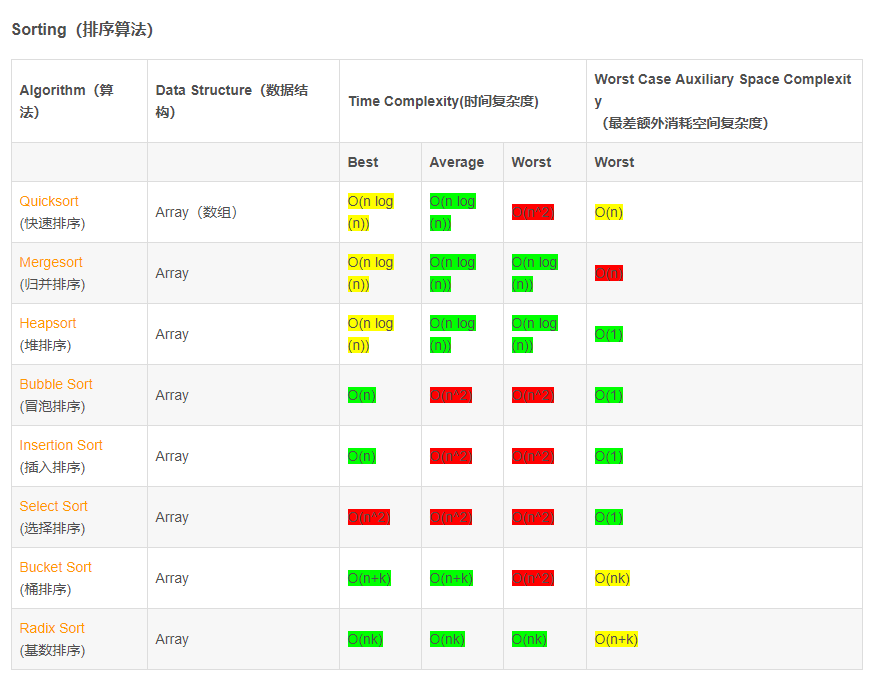 Sorting（排序算法）
Algorithm（算
法）
Data Structure（数据结
构）
Time Complexity(时间复杂度)
Worst Case Auxiliary Space Complexit
y
（最差额外消耗空间复杂度）
Best
Average
Worst
Worst
Quicksort
(快速排序)
Array（数组）
O(n log
(n))
O(n log
(n))
O(n^2)
O(n)
Mergesort
(归并排序)
Array
O(n log
(n))
O(n log
(n))
O(n log
(n))
O(n)
Heapsort
(堆排序)
Array
O(n log
(n))
O(n log
(n))
O(n log
(n))
O(1)
Bubble Sort
(冒泡排序)
Array
O(n)
O(n^2)
O(n^2)
O(1)
Insertion Sort
(插入排序)
Array
O(n)
O(n^2)
O(n^2)
O(1)
Select Sort
(选择排序)
Array
O(n^2)
O(n^2)
O(n^2)
O(1)
Bucket Sort
(桶排序)
Array
O(n+k)
O(n+k)
O(n^2)
O(nk)
Radix Sort
(基数排序)
Array
O(nk)
O(nk)
O(nk)
O(n+k)